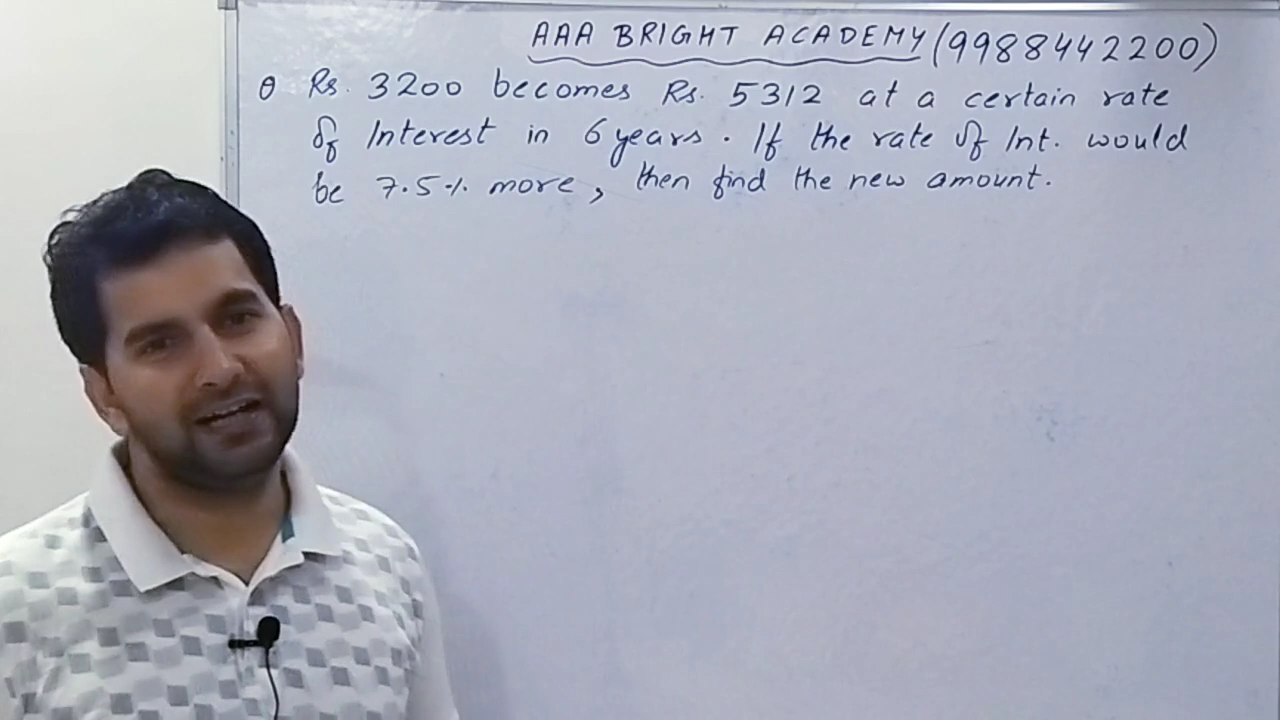 AAA BRIGHT ACADEMY (9988442200)
Q Rs. 3200 becomes Rs. 5312 at a certain rate
of Interest in 6 years. If the rate of Int. would
be 7.5% more, then find the new amount.